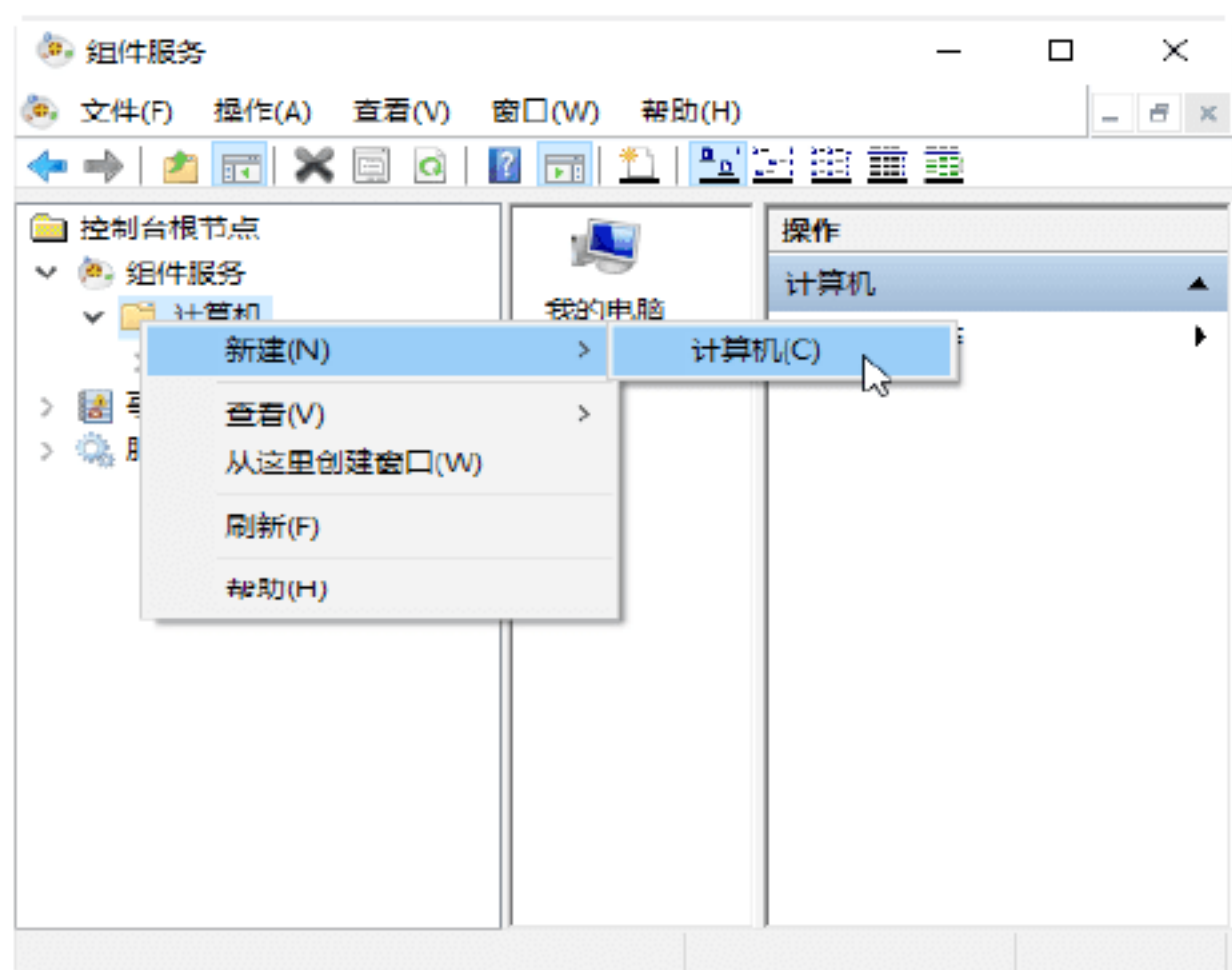 组件服务
文件(F) 操作(A) 查看(V) 窗口(W) 帮助(H)
控制台根节点
组件服务
计算机
我的电脑
操作
计算机
新建(N)
计算机(C)
查看(V)
从这里创建窗口(W)
刷新(F)
帮助(H)